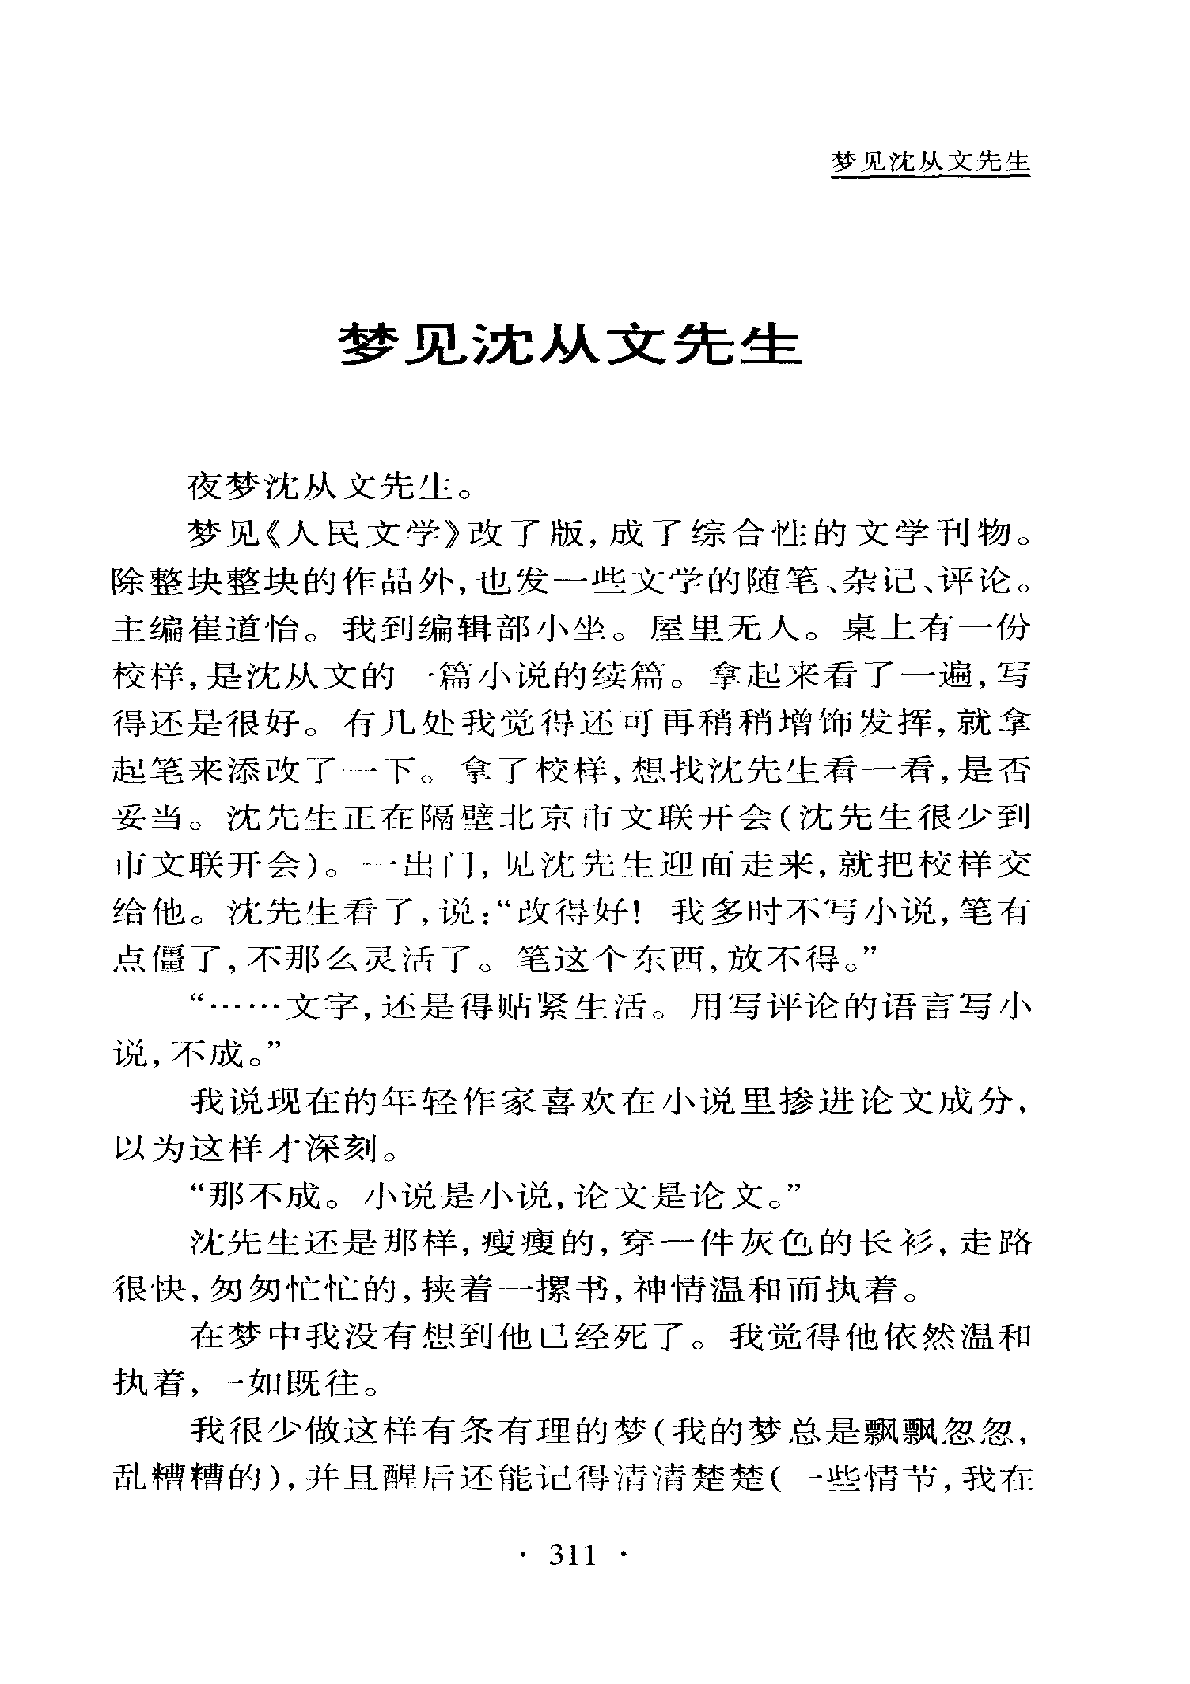 梦见沈从文先生
梦见沈从文先生
夜梦沈从文先生。
梦见《人民文学》改了版,成了综合性的文学刊物。
除整块整块的作品外,也发一些文学的随笔、杂记、评论。
主编崔道怡。我到编辑部小坐。屋里无人。桌上有一份
校样,是沈从文的一篇小说的续篇。拿起来看了一遍,写
得还是很好。有几处我觉得还可再稍稍增饰发挥,就拿
起笔来添改了一下。拿了校样,想找沈先生看一看,是否
妥当。沈先生正在隔壁北京市文联开会(沈先生很少到
市文联开会)。一出门,见沈先生迎面走来,就把校样交
给他。沈先生看了,说:“改得好!我多时不写小说,笔有
点僵了,不那么灵活了。笔这个东西,放不得。”
“……文字,还是得贴紧生活。用写评论的语言写小
说,不成。”
我说现在的年轻作家喜欢在小说里掺进论文成分,
以为这样才深刻。
“那不成。小说是小说,论文是论文。”
沈先生还是那样,瘦瘦的,穿一件灰色的长衫,走路
很快,匆匆忙忙的,挟着一摞书,神情温和而执着。
在梦中我没有想到他已经死了。我觉得他依然温和
执着,一如既往。
我很少做这样有条有理的梦(我的梦总是飘飘忽忽,
乱糟糟的),并且醒后还能记得清清楚楚(一些情节,我在
· 311 ·